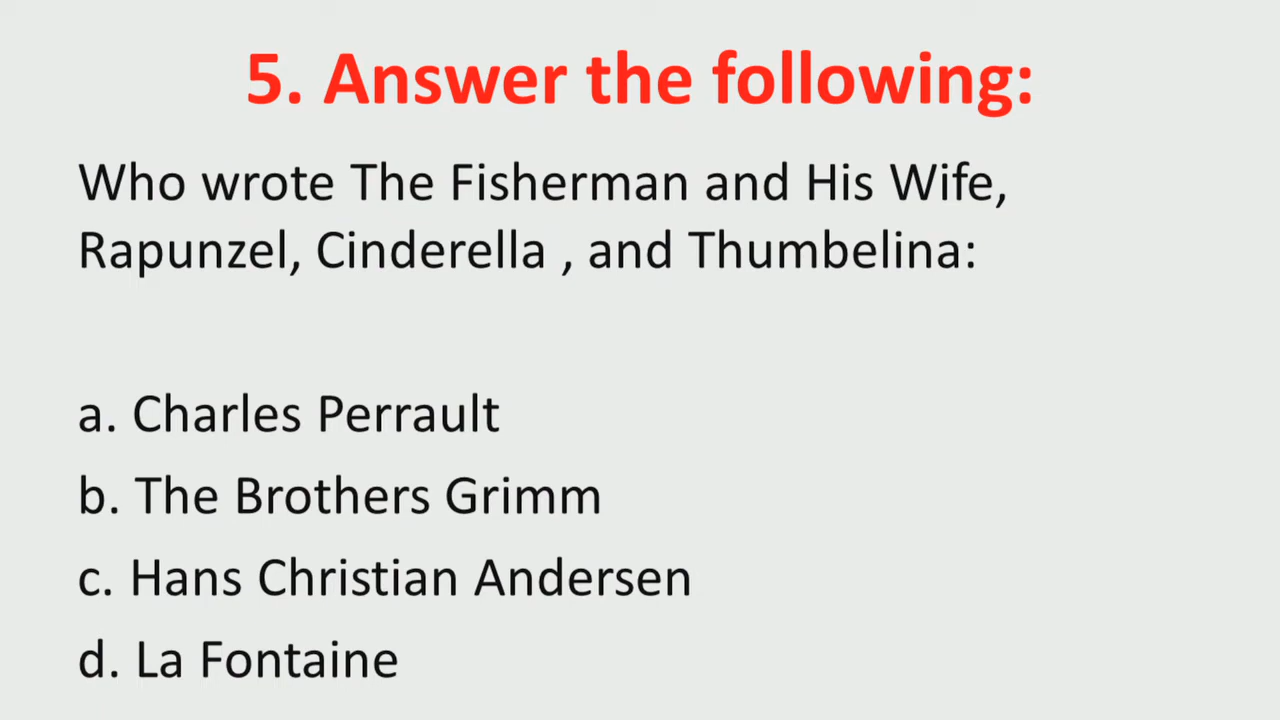 5. Answer the following:
Who wrote The Fisherman and His Wife,
Rapunzel, Cinderella , and Thumbelina:
a. Charles Perrault
b. The Brothers Grimm
c. Hans Christian Andersen
d. La Fontaine